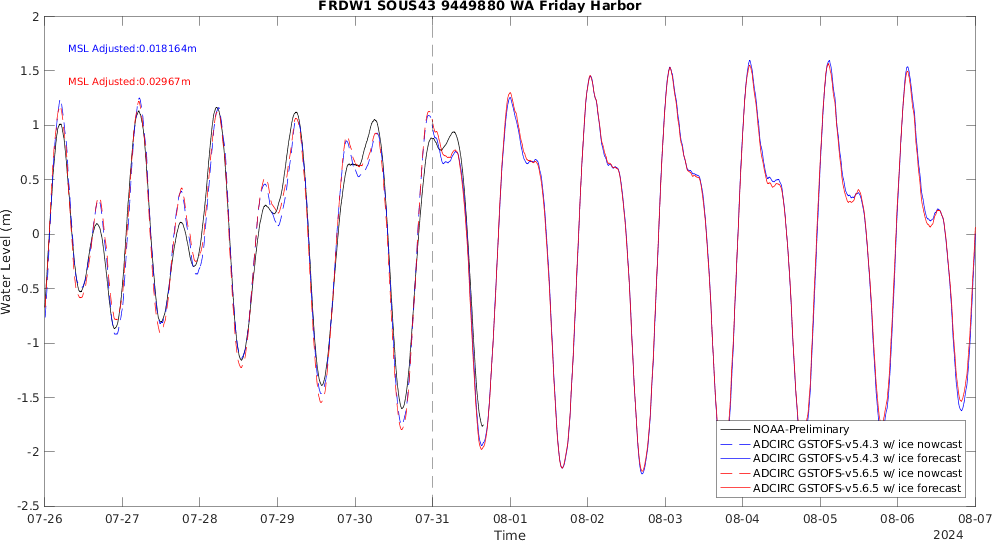 FRDW1 SOUS43 9449880 WA Friday Harbor
MSL Adjusted:0.018164m
MSL Adjusted:0.02967m
Water Level (m)
2
1.5
1
0.5
0
-0.5
-1
-1.5
-2
-2.5
NOAA-Preliminary
ADCIRC GSTOFS-v5.4.3 w/ ice nowcast
ADCIRC GSTOFS-v5.4.3 w/ ice forecast
ADCIRC GSTOFS-v5.6.5 w/ ice nowcast
ADCIRC GSTOFS-v5.6.5 w/ ice forecast
07-26 07-27 07-28 07-29 07-30 07-31 08-01 08-02 08-03 08-04 08-05 08-06 08-07
Time
2024